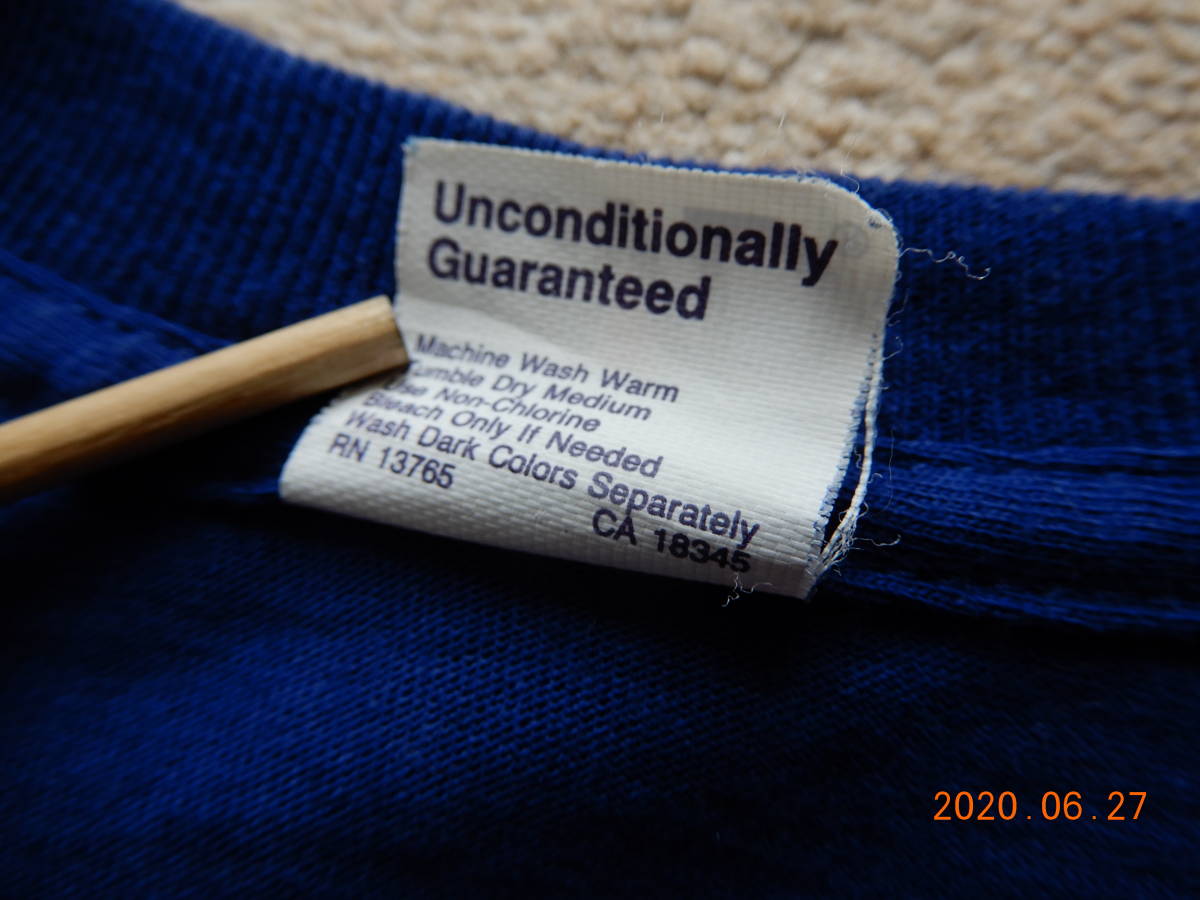 Unconditionally
Guaranteed
Machine Wash Warm
Tumble Dry Medium
Use Non-Chlorine
Bleach Only If Needed
Wash Dark Colors Separately
RN 13765
CA 18345
2020.06.27